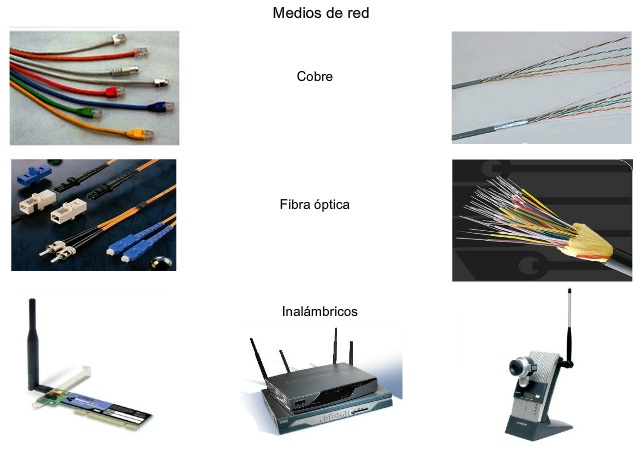 Medios de red
Cobre
Fibra óptica
Inalámbricos